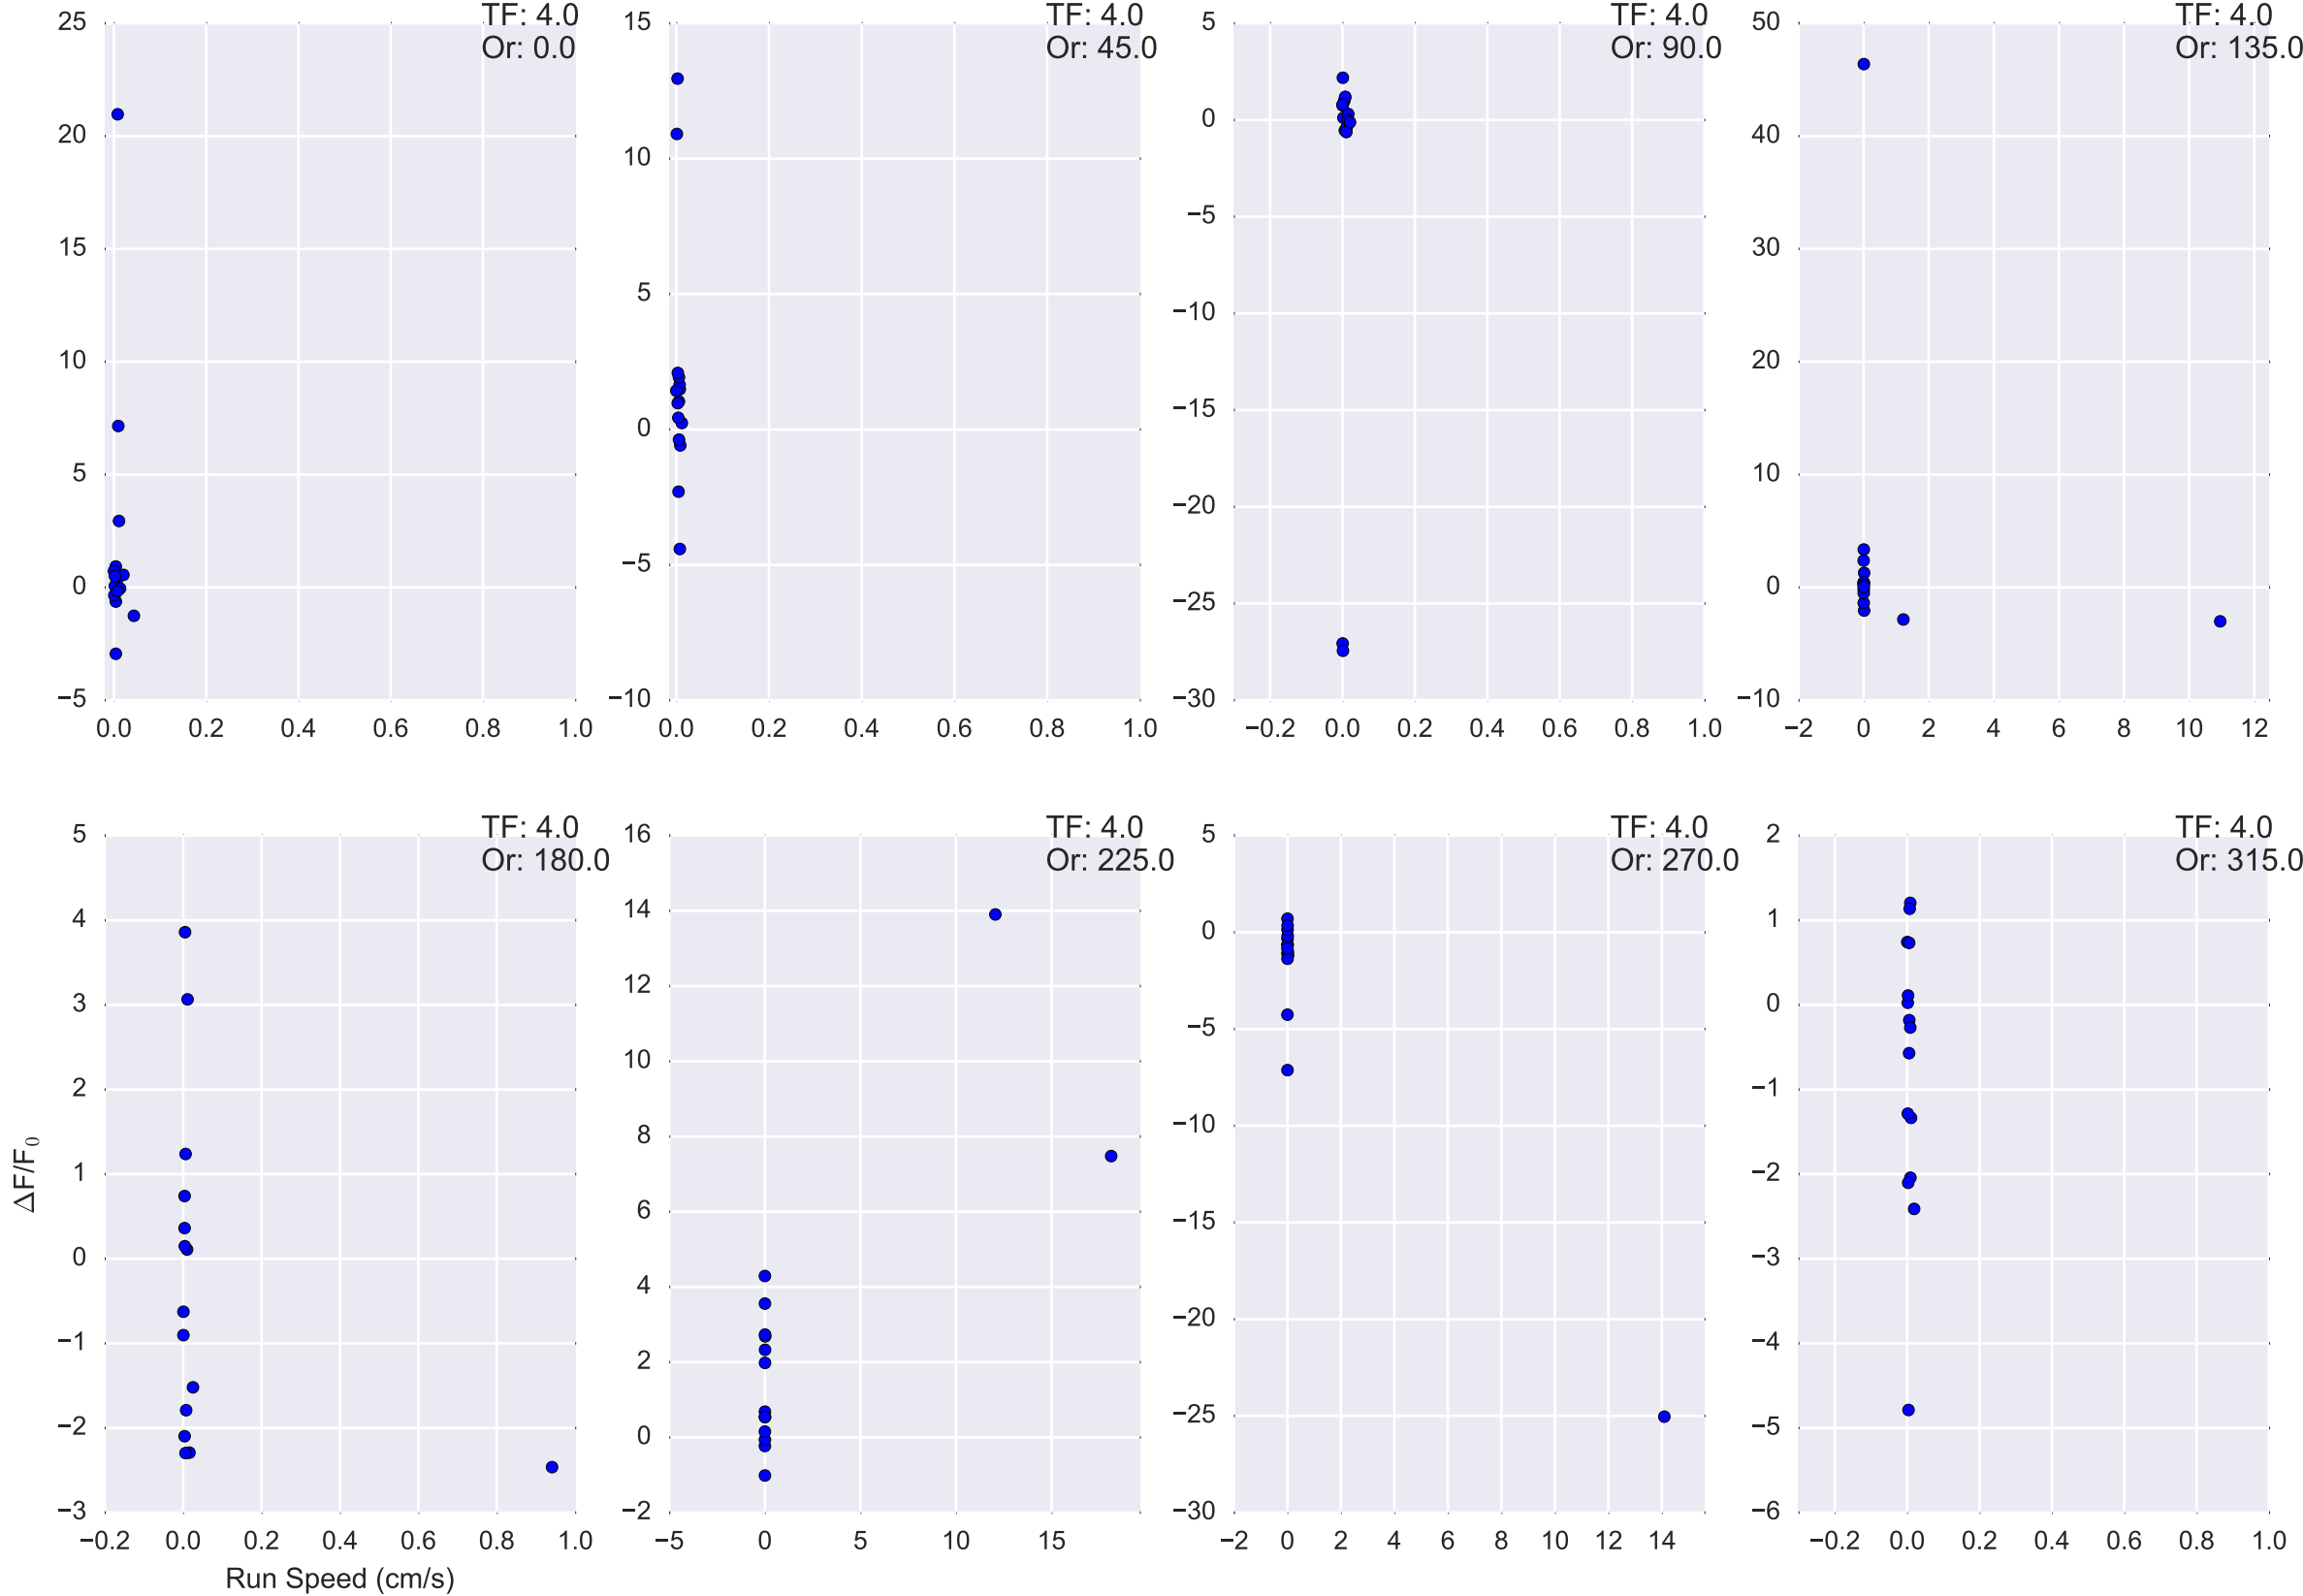 TF: 4.0
Or: 0.0
25
20
15
10
5
0
−5
0.0 0.2 0.4 0.6 0.8 1.0
TF: 4.0
Or: 45.0
15
10
5
0
−5
−10
0.0 0.2 0.4 0.6 0.8 1.0
TF: 4.0
Or: 90.0
5
0
−5
−10
−15
−20
−25
−30
−0.2 0.0 0.2 0.4 0.6 0.8 1.0
TF: 4.0
Or: 135.0
50
40
30
20
10
0
−10
−2 0 2 4 6 8 10 12
TF: 4.0
Or: 180.0
5
4
3
2
1
0
−1
−2
−3
−0.2 0.0 0.2 0.4 0.6 0.8 1.0
ΔF/F₀
Run Speed (cm/s)
TF: 4.0
Or: 225.0
16
14
12
10
8
6
4
2
0
−2
−5 0 5 10 15
TF: 4.0
Or: 270.0
5
0
−5
−10
−15
−20
−25
−30
−2 0 2 4 6 8 10 12 14
TF: 4.0
Or: 315.0
2
1
0
−1
−2
−3
−4
−5
−6
−0.2 0.0 0.2 0.4 0.6 0.8 1.0